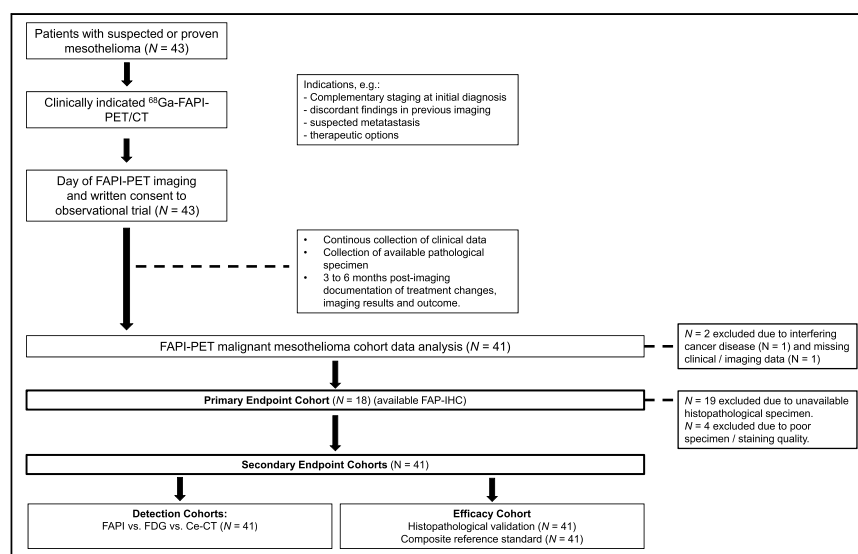 Patients with suspected or proven
mesothelioma (N = 43)
Clinically indicated ⁶⁸Ga-FAPI-
PET/CT
Indications, e.g.:
- Complementary staging at initial diagnosis
- discordant findings in previous imaging
- suspected metatastasis
- therapeutic options
Day of FAPI-PET imaging
and written consent to
observational trial (N = 43)
• Continous collection of clinical data
• Collection of available pathological
specimen
• 3 to 6 months post-imaging
documentation of treatment changes,
imaging results and outcome.
FAPI-PET malignant mesothelioma cohort data analysis (N = 41)
N = 2 excluded due to interfering
cancer disease (N = 1) and missing
clinical / imaging data (N = 1)
Primary Endpoint Cohort (N = 18) (available FAP-IHC)
N = 19 excluded due to unavailable
histopathological specimen.
N = 4 excluded due to poor
specimen / staining quality.
Secondary Endpoint Cohorts (N = 41)
Detection Cohorts:
FAPI vs. FDG vs. Ce-CT (N = 41)
Efficacy Cohort
Histopathological validation (N = 41)
Composite reference standard (N = 41)